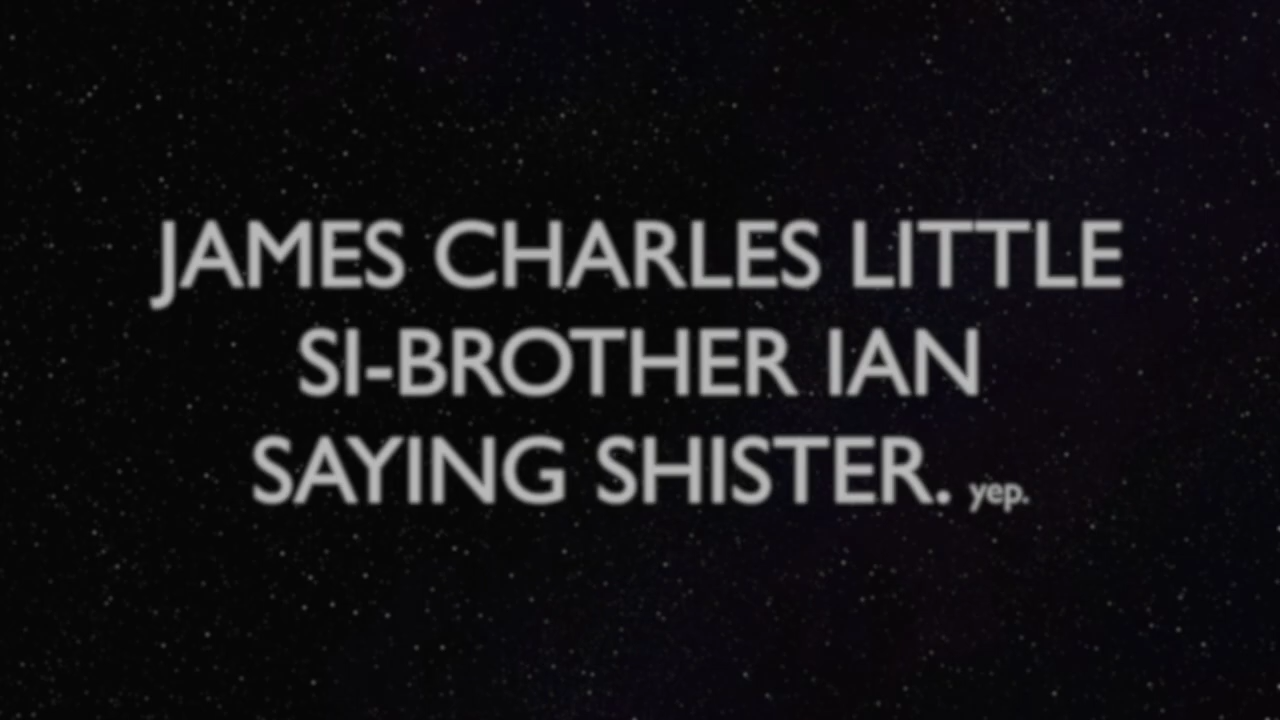 JAMES CHARLES LITTLE
SI-BROTHER IAN
SAYING SHISTER. yep.